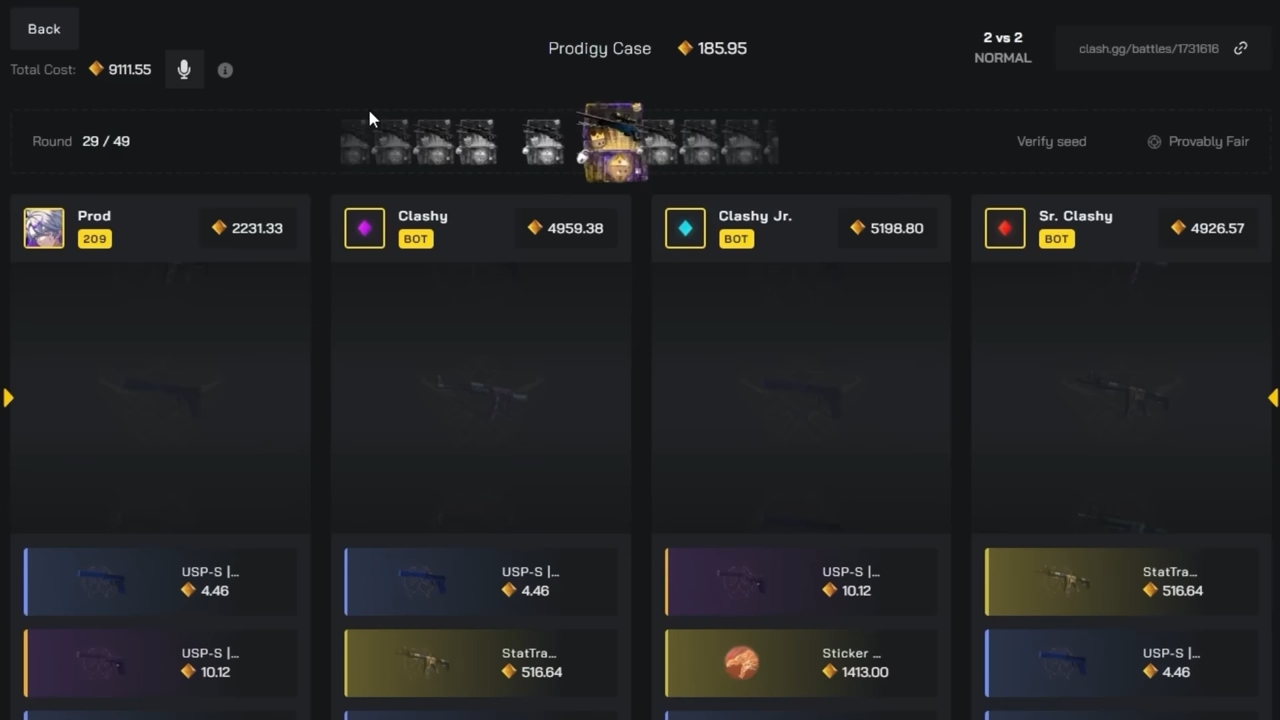 Back
Total Cost: 9111.55
Prodigy Case 185.95
2 vs 2
NORMAL
clash.gg/battles/1731616
Round 29 / 49
Verify seed
Provably Fair
Prod
209
2231.33
Clashy
BOT
4959.38
Clashy Jr.
BOT
5198.80
Sr. Clashy
BOT
4926.57
USP-S |...
4.46
USP-S |...
4.46
USP-S |...
10.12
StatTra...
516.64
USP-S |...
10.12
StatTra...
516.64
Sticker ...
1413.00
USP-S |...
4.46